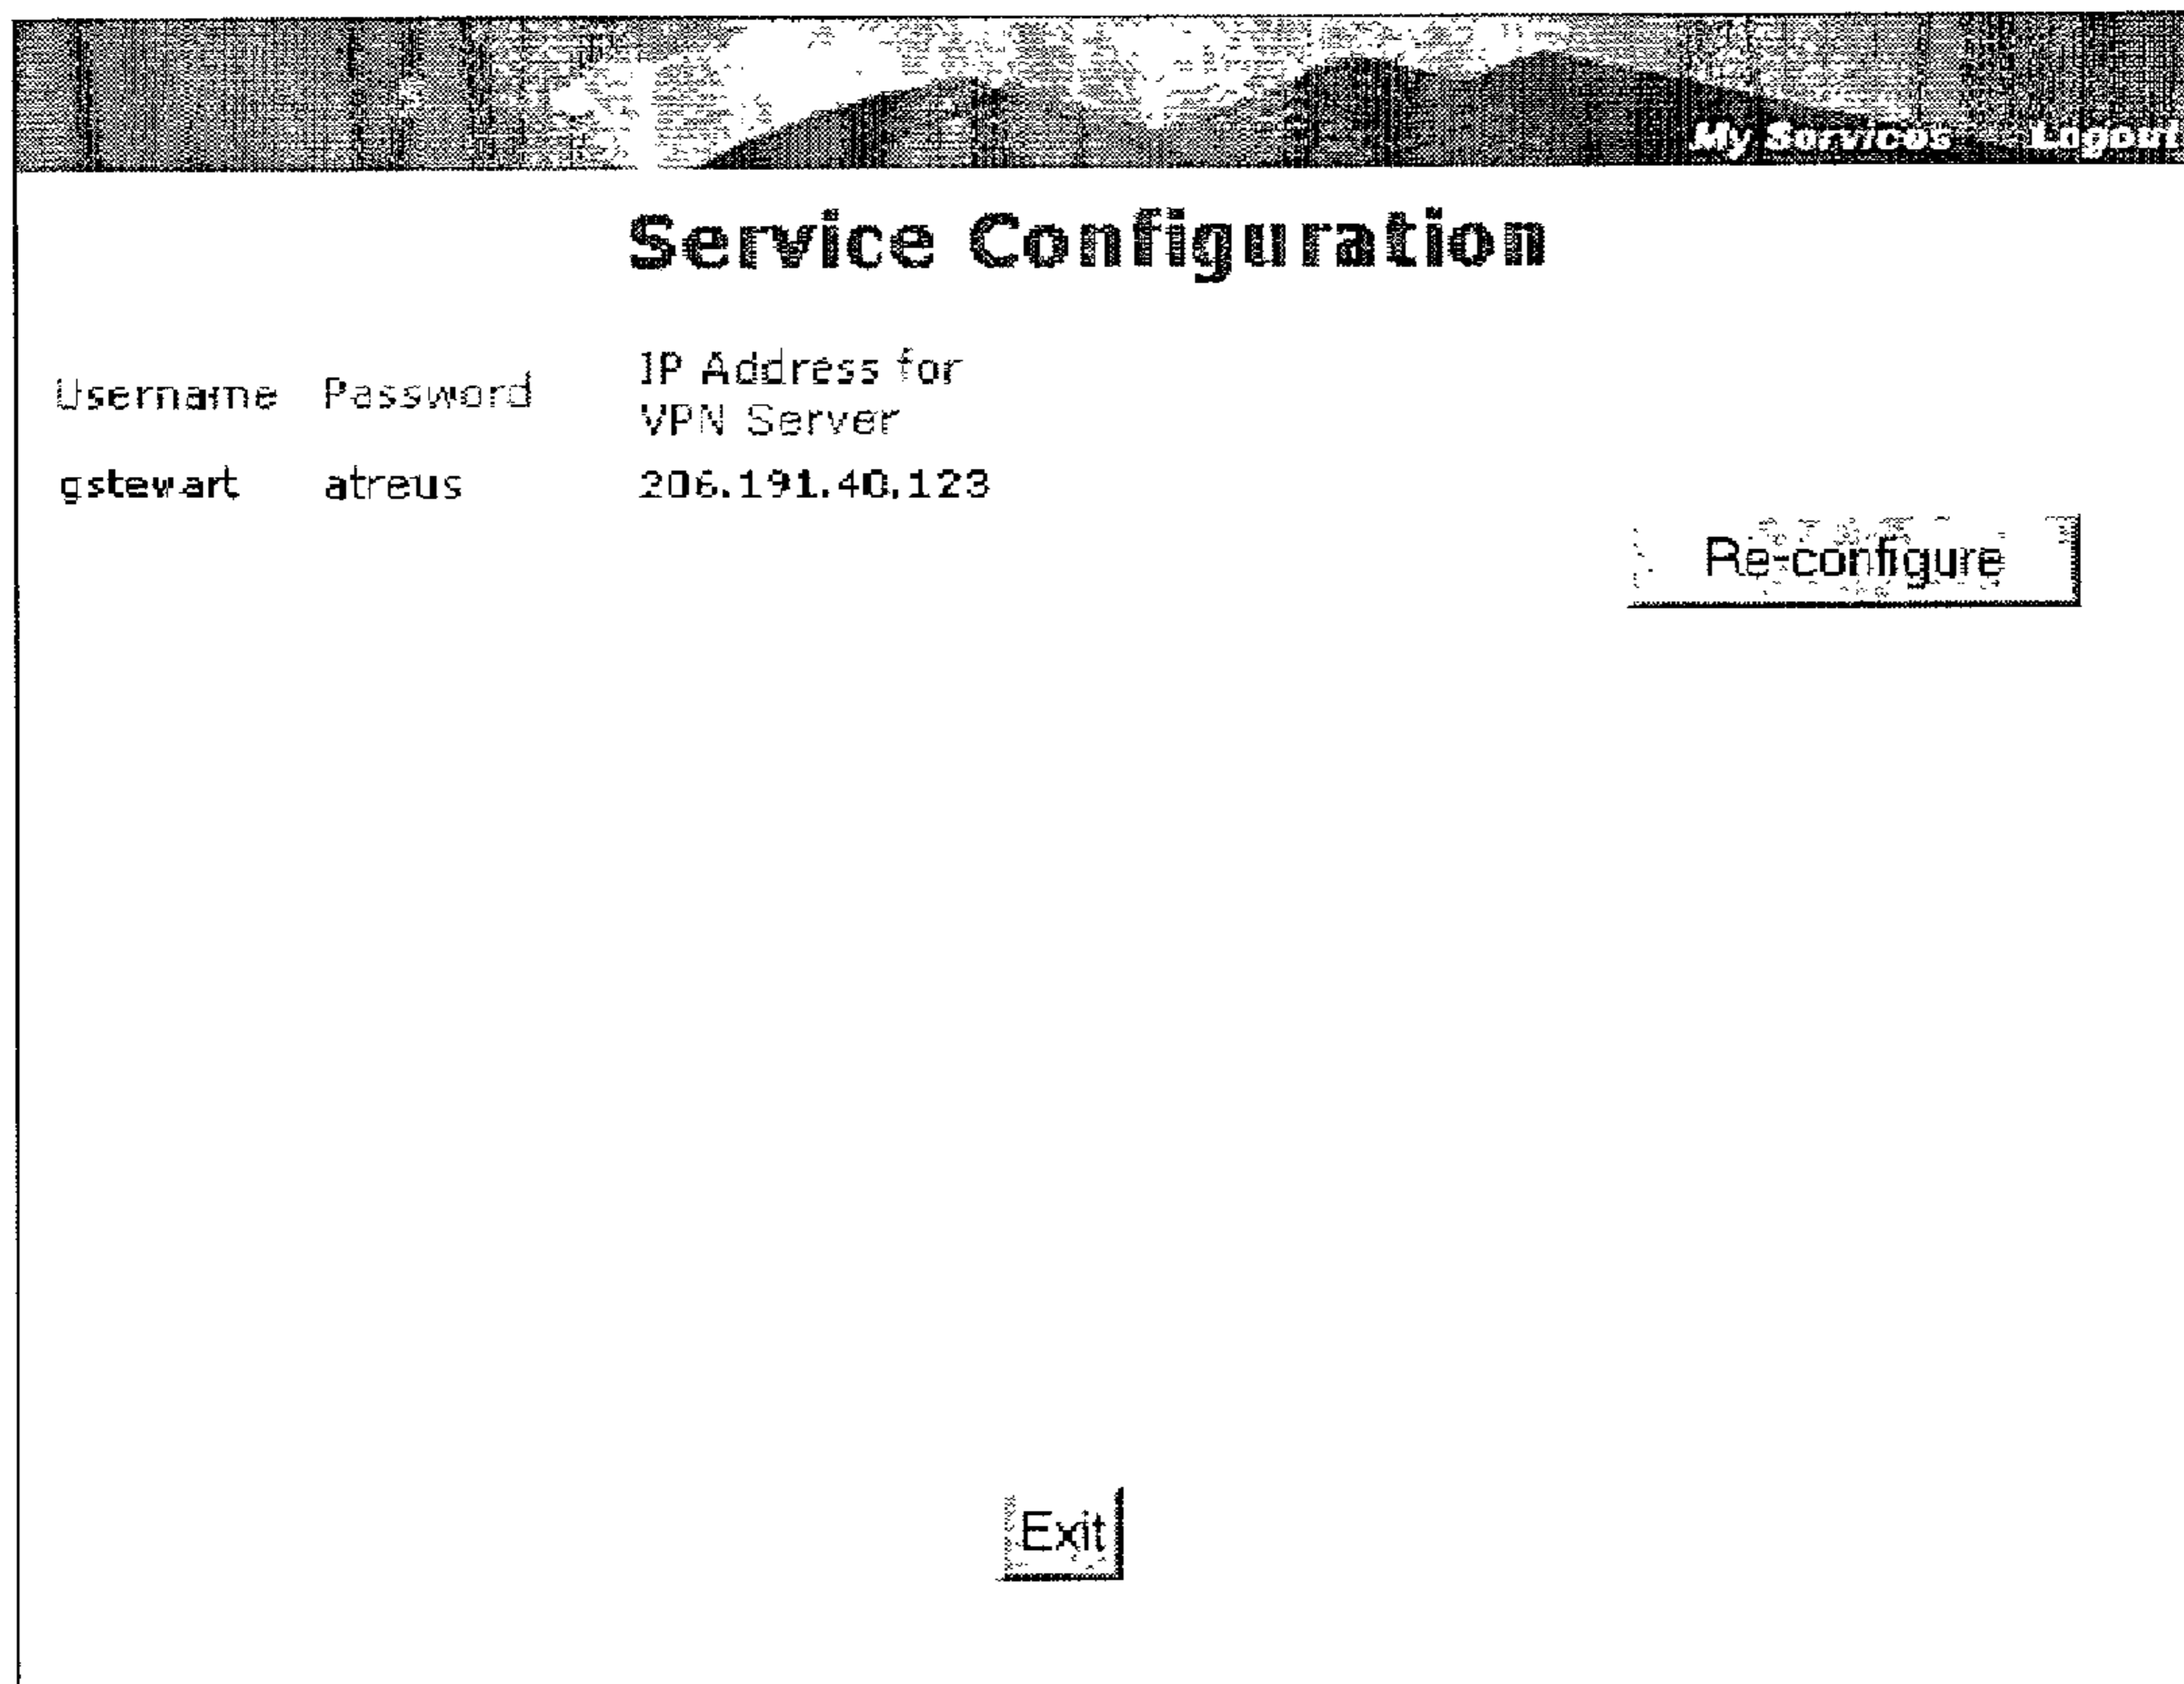 My Services Logout
Service Configuration
Username Password IP Address for
VPN Server
gstewart atreus 206.191.40.123
Re-configure
Exit